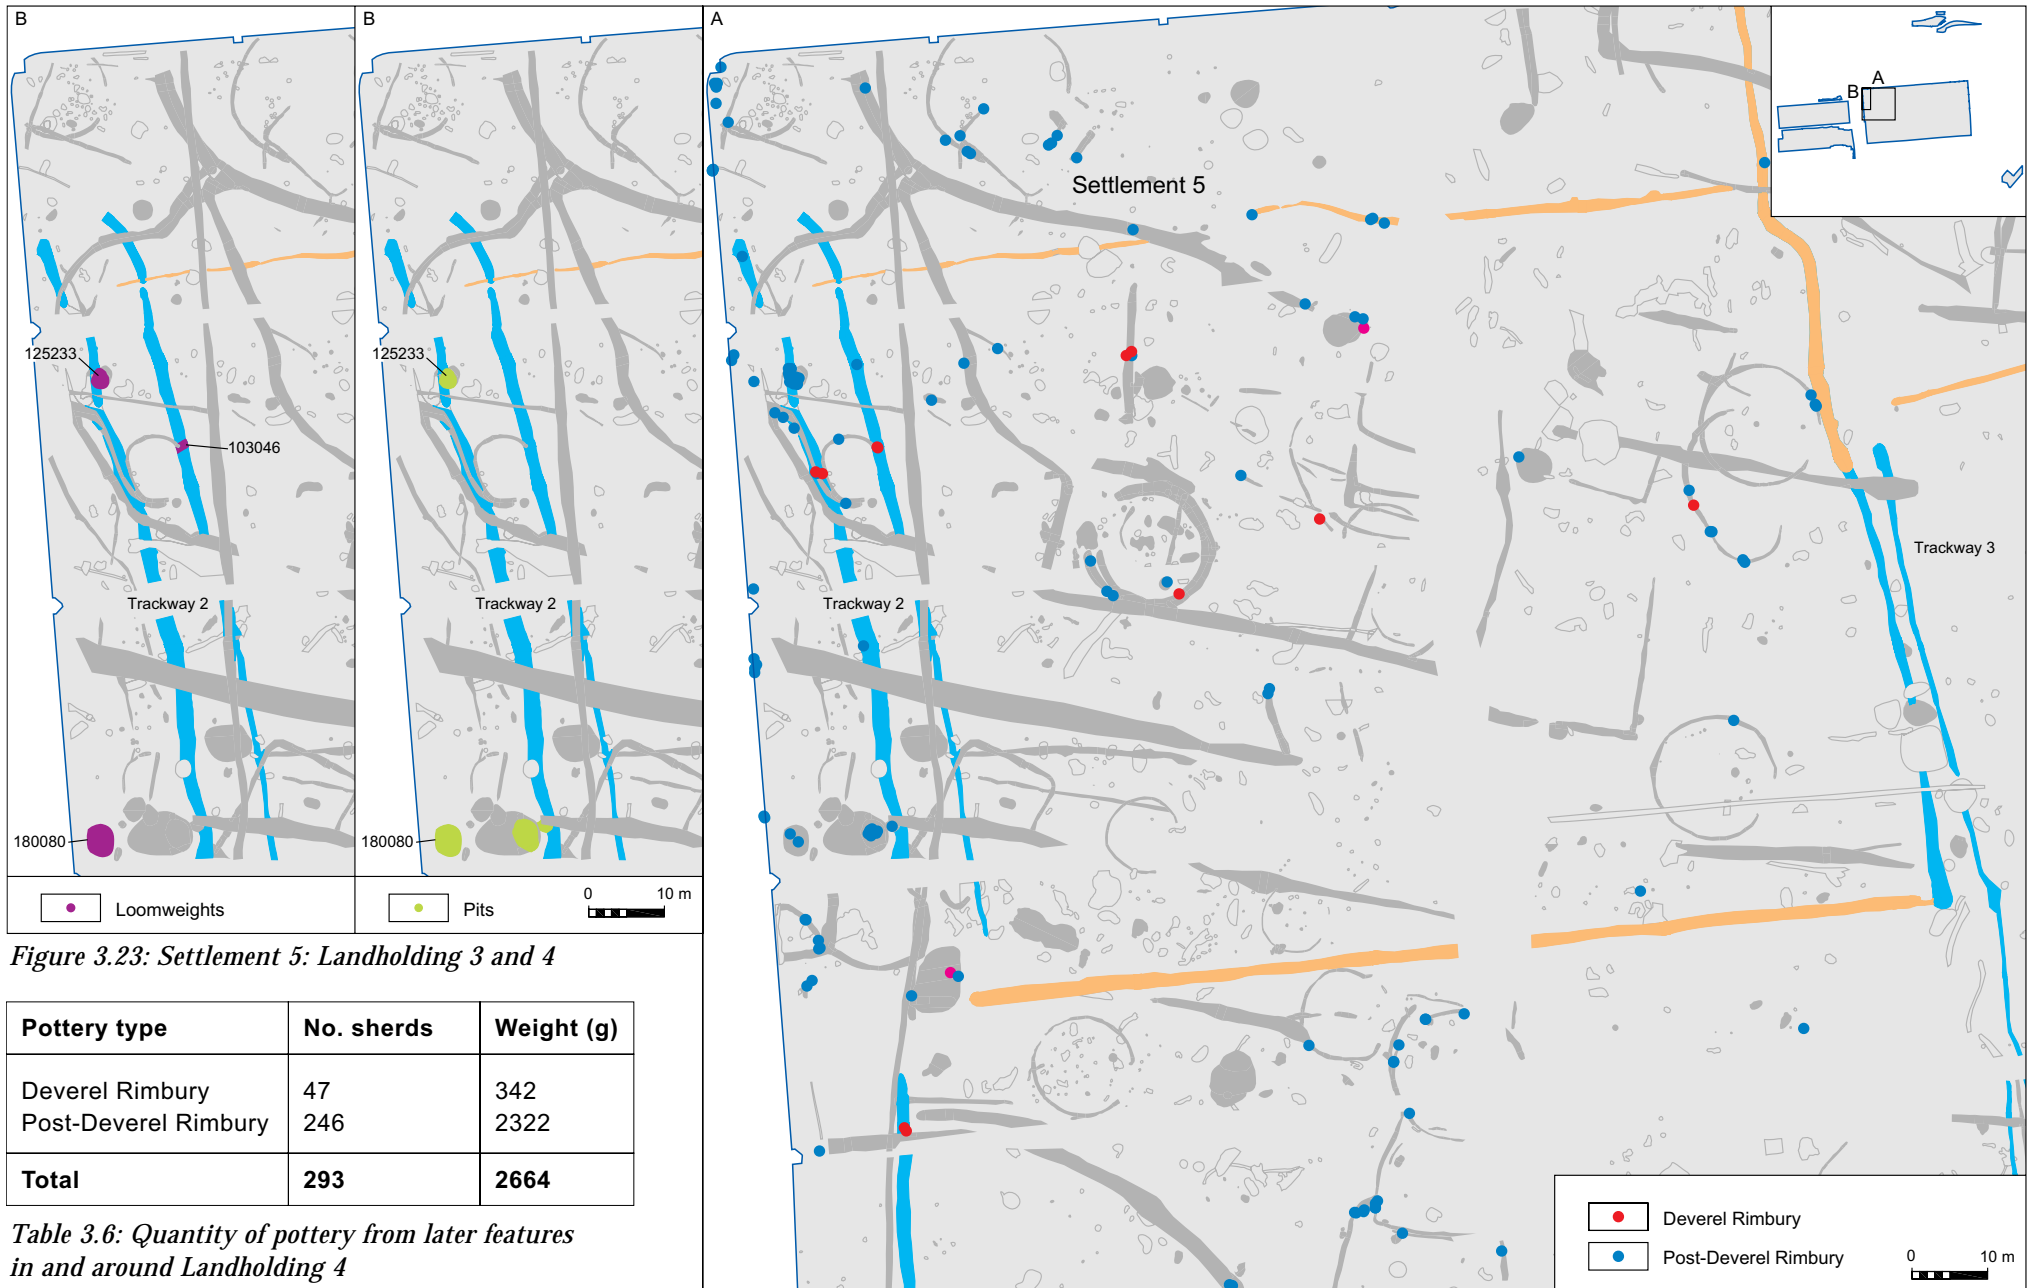 B
125233
103046
Trackway 2
180080
Loomweights
B
125233
Trackway 2
180080
Pits
0 10 m
A
Settlement 5
Trackway 2
Trackway 3
A
B
Deverel Rimbury
Post-Deverel Rimbury
0 10 m
Figure 3.23: Settlement 5: Landholding 3 and 4
Pottery type No. sherds Weight (g)
Deverel Rimbury 47 342
Post-Deverel Rimbury 246 2322
Total 293 2664
Table 3.6: Quantity of pottery from later features
in and around Landholding 4